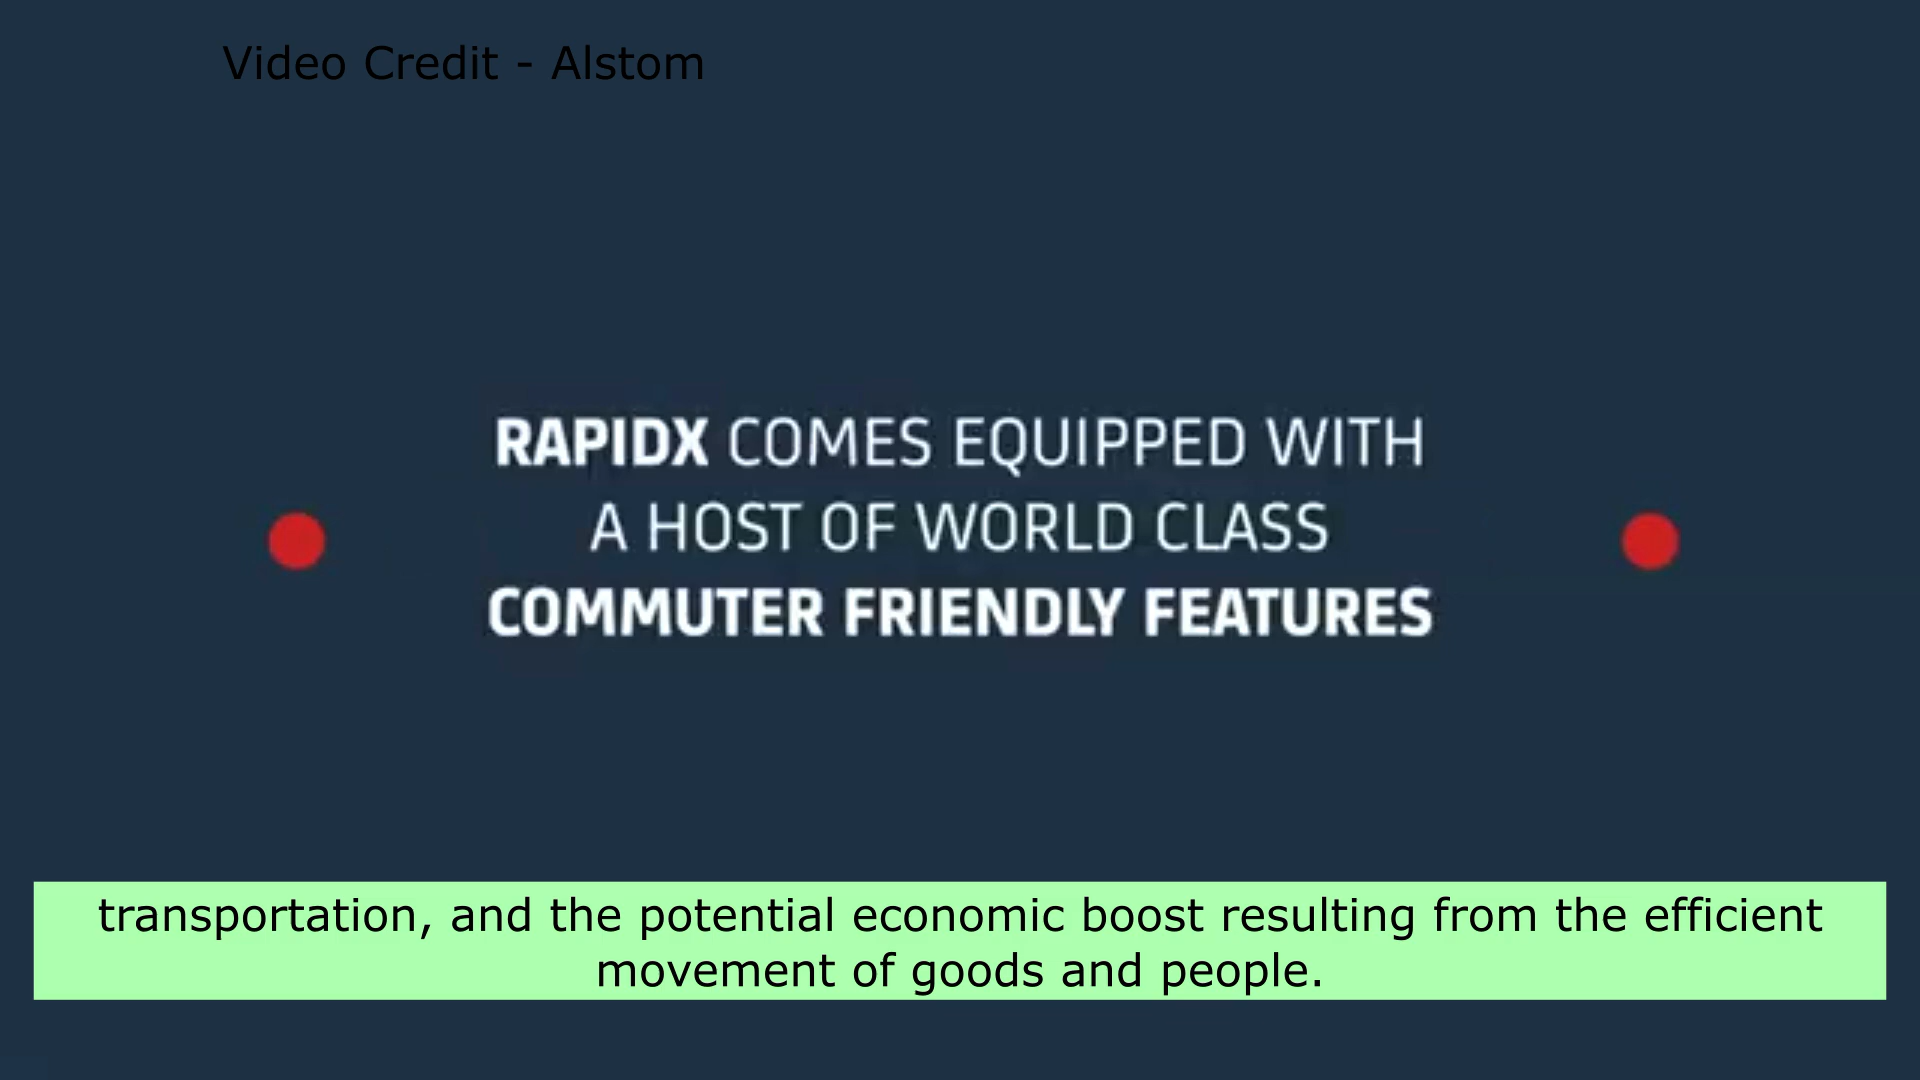 Video Credit - Alstom
RAPIDX COMES EQUIPPED WITH
A HOST OF WORLD CLASS
COMMUTER FRIENDLY FEATURES
transportation, and the potential economic boost resulting from the efficient
movement of goods and people.